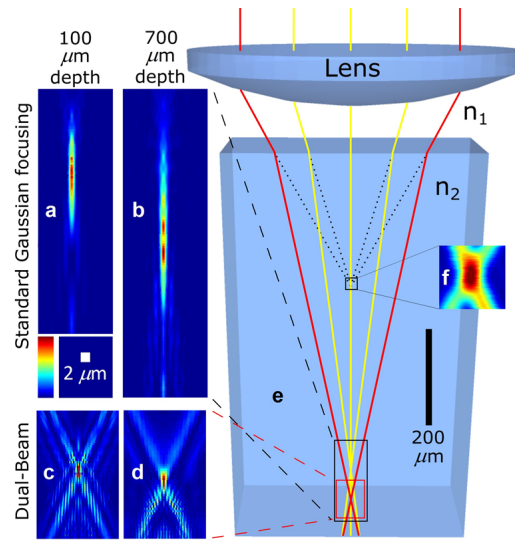 100
μm
depth
700
μm
depth
Lens
n1
n2
Standard Gaussian focusing
a
b
f
2 μm
e
200
μm
Dual-Beam
c
d